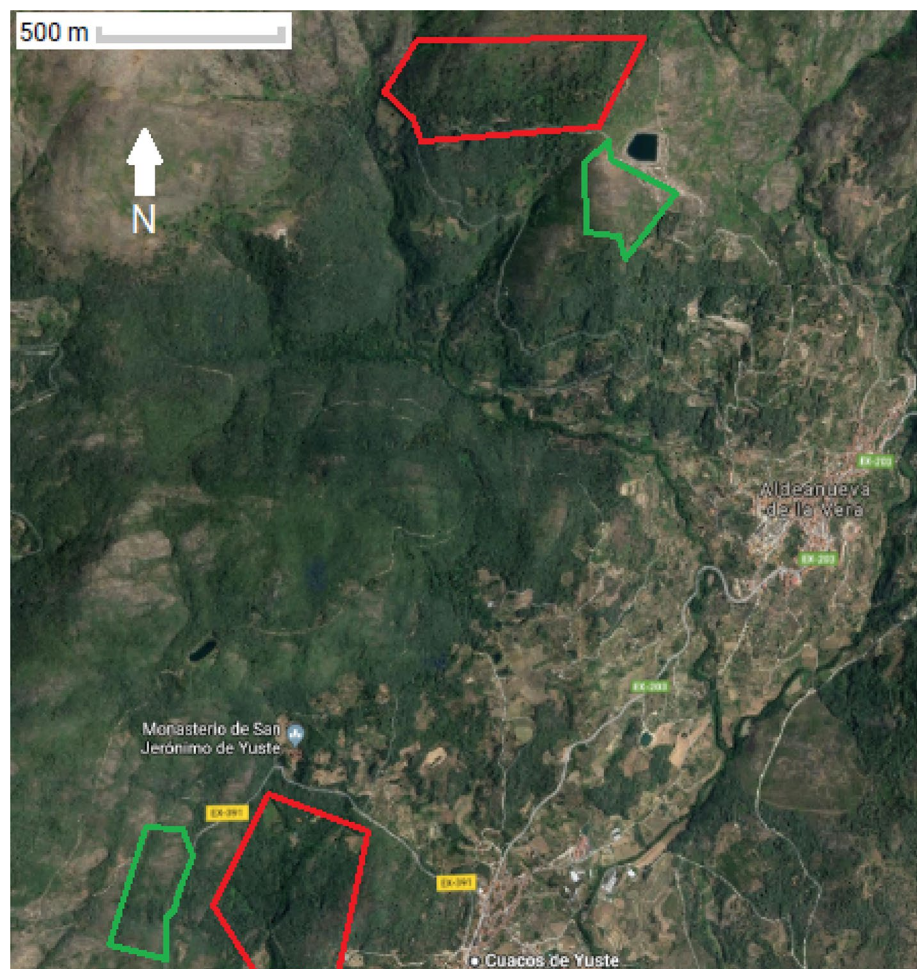 500 m
N
EX-203
Aldeanueva
de la Vera
EX-203
EX-203
Monasterio de San
Jerónimo de Yuste
EX-391
EX-391
Cuacos de Yuste